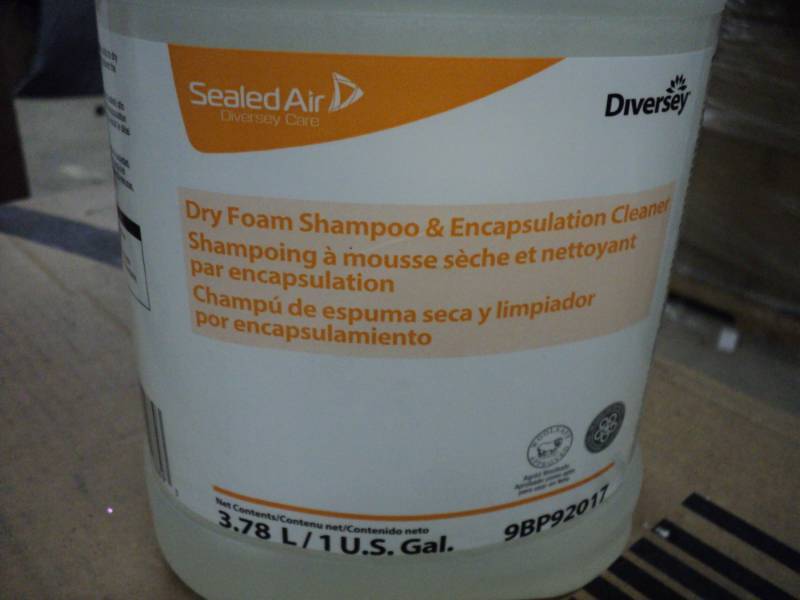 Sealed Air
Diversey Care
Diversey
Dry Foam Shampoo & Encapsulation Cleaner
Shampoing à mousse sèche et nettoyant
par encapsulation
Champú de espuma seca y limpiador
por encapsulamiento
Net Contents/Contenu net/Contenido neto
3.78 L / 1 U.S. Gal.
9BP92017